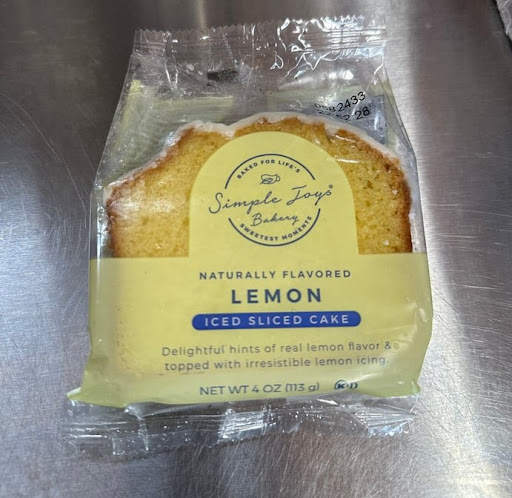 BAKED FOR LIFE'S
Simple Joys®
Bakery
SWEETEST MOMENTS
NATURALLY FLAVORED
LEMON
ICED SLICED CAKE
Delightful hints of real lemon flavor &
topped with irresistible lemon icing.
NET WT 4 OZ (113 g)